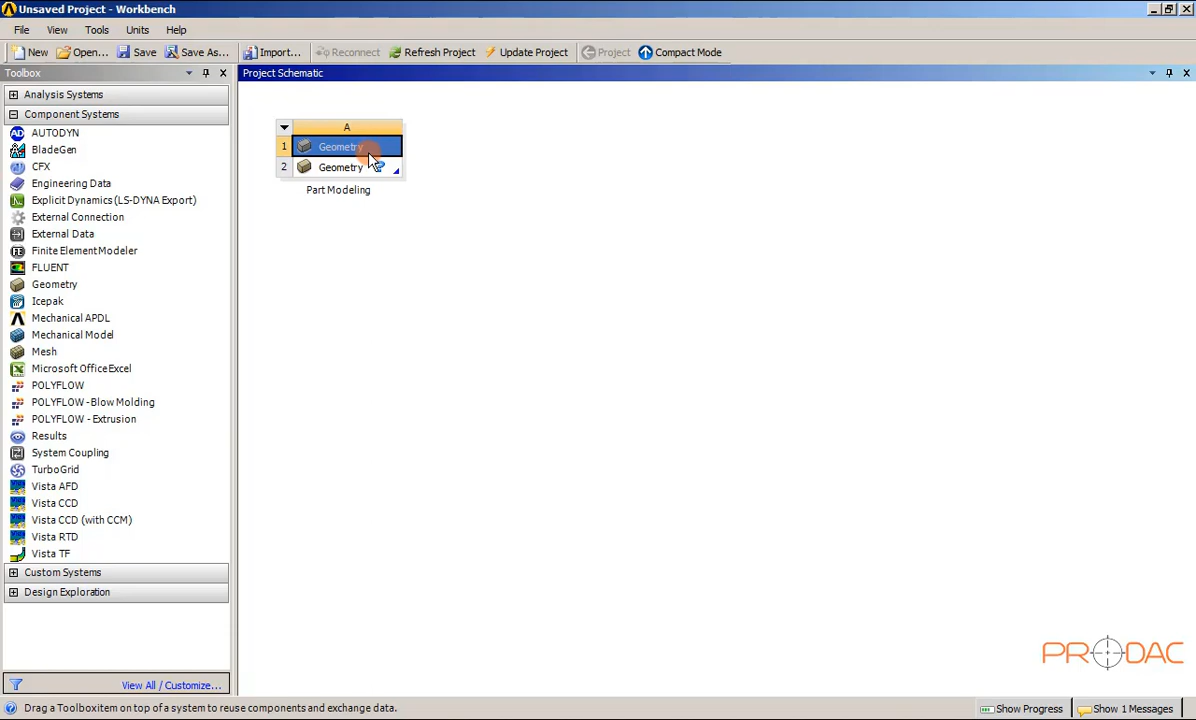 Unsaved Project - Workbench
File View Tools Units Help
New Open... Save Save As... Import... Reconnect Refresh Project Update Project Project Compact Mode
Toolbox Project Schematic
Analysis Systems
Component Systems
AUTODYN
BladeGen
CFX
Engineering Data
Explicit Dynamics (LS-DYNA Export)
External Connection
External Data
Finite Element Modeler
FLUENT
Geometry
Icepak
Mechanical APDL
Mechanical Model
Mesh
Microsoft Office Excel
POLYFLOW
POLYFLOW - Blow Molding
POLYFLOW - Extrusion
Results
System Coupling
TurboGrid
Vista AFD
Vista CCD
Vista CCD (with CCM)
Vista RTD
Vista TF
Custom Systems
Design Exploration
View All / Customize...
A
1 Geometry
2 Geometry
Part Modeling
PRODAC
Drag a Toolboxitem on top of a system to reuse components and exchange data. Show Progress Show 1 Messages